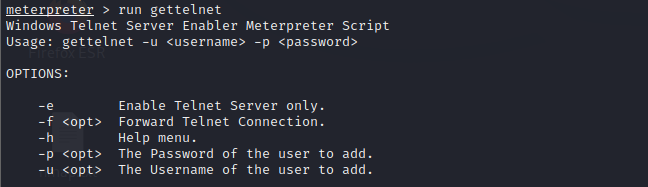 meterpreter > run gettelnet
Windows Telnet Server Enabler Meterpreter Script
Usage: gettelnet -u <username> -p <password>
OPTIONS:
-e Enable Telnet Server only.
-f <opt> Forward Telnet Connection.
-h Help menu.
-p <opt> The Password of the user to add.
-u <opt> The Username of the user to add.